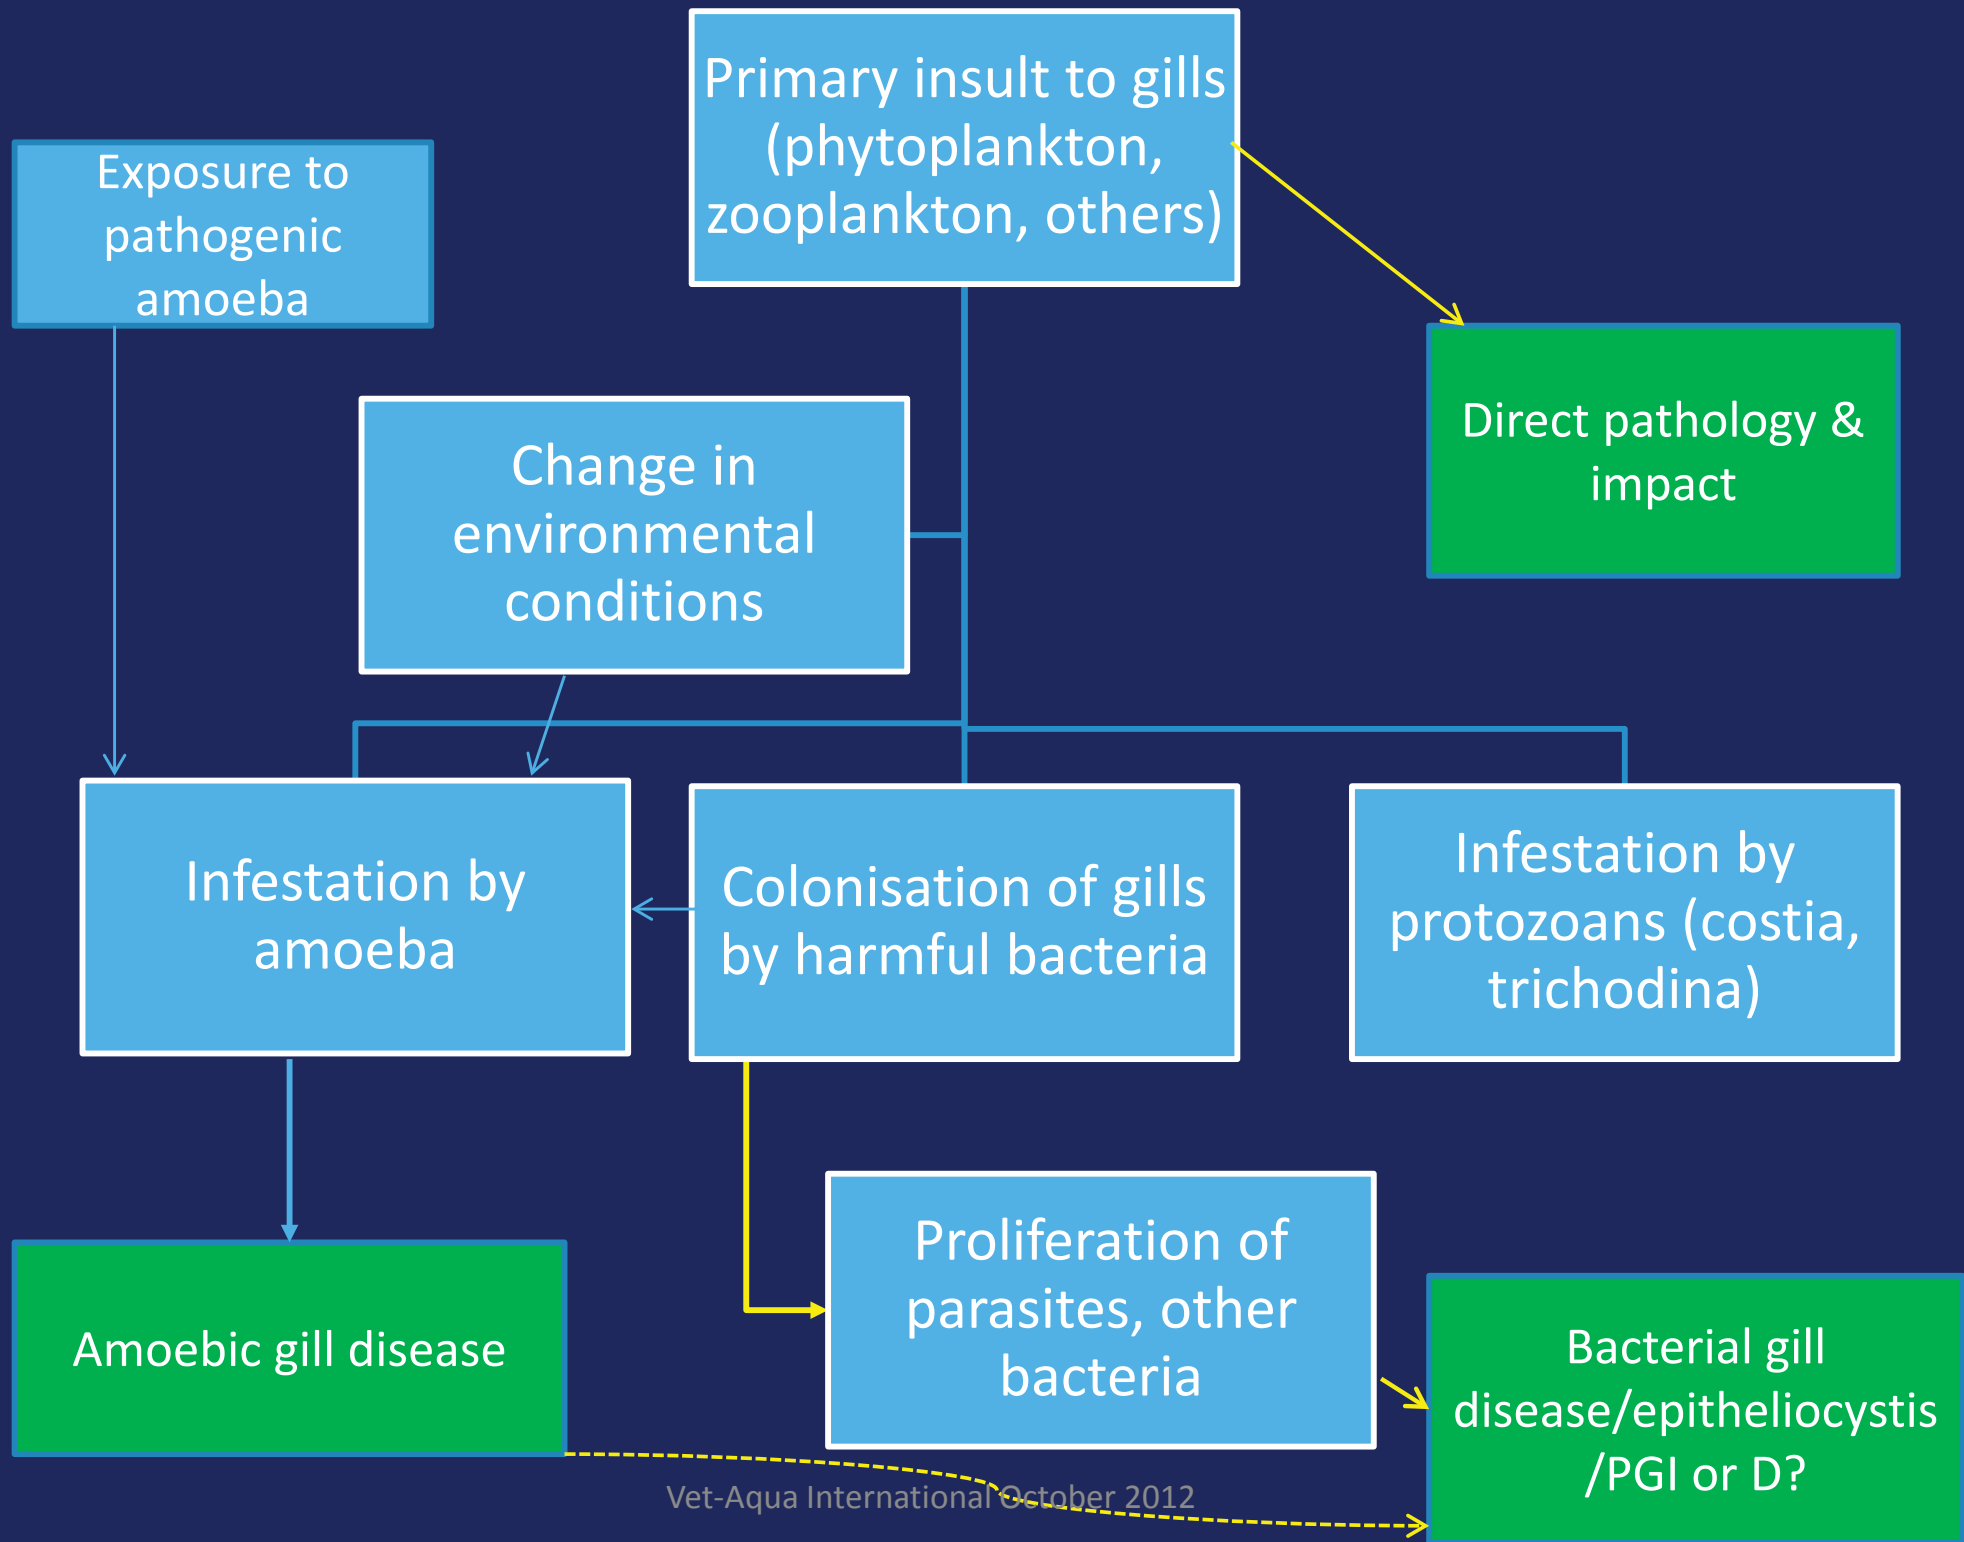 Primary insult to gills
(phytoplankton,
zooplankton, others)
Exposure to
pathogenic
amoeba
Direct pathology &
impact
Change in
environmental
conditions
Infestation by
amoeba
Colonisation of gills
by harmful bacteria
Infestation by
protozoans (costia,
trichodina)
Proliferation of
parasites, other
bacteria
Amoebic gill disease
Bacterial gill
disease/epitheliocystis
/PGI or D?
Vet-Aqua International October 2012